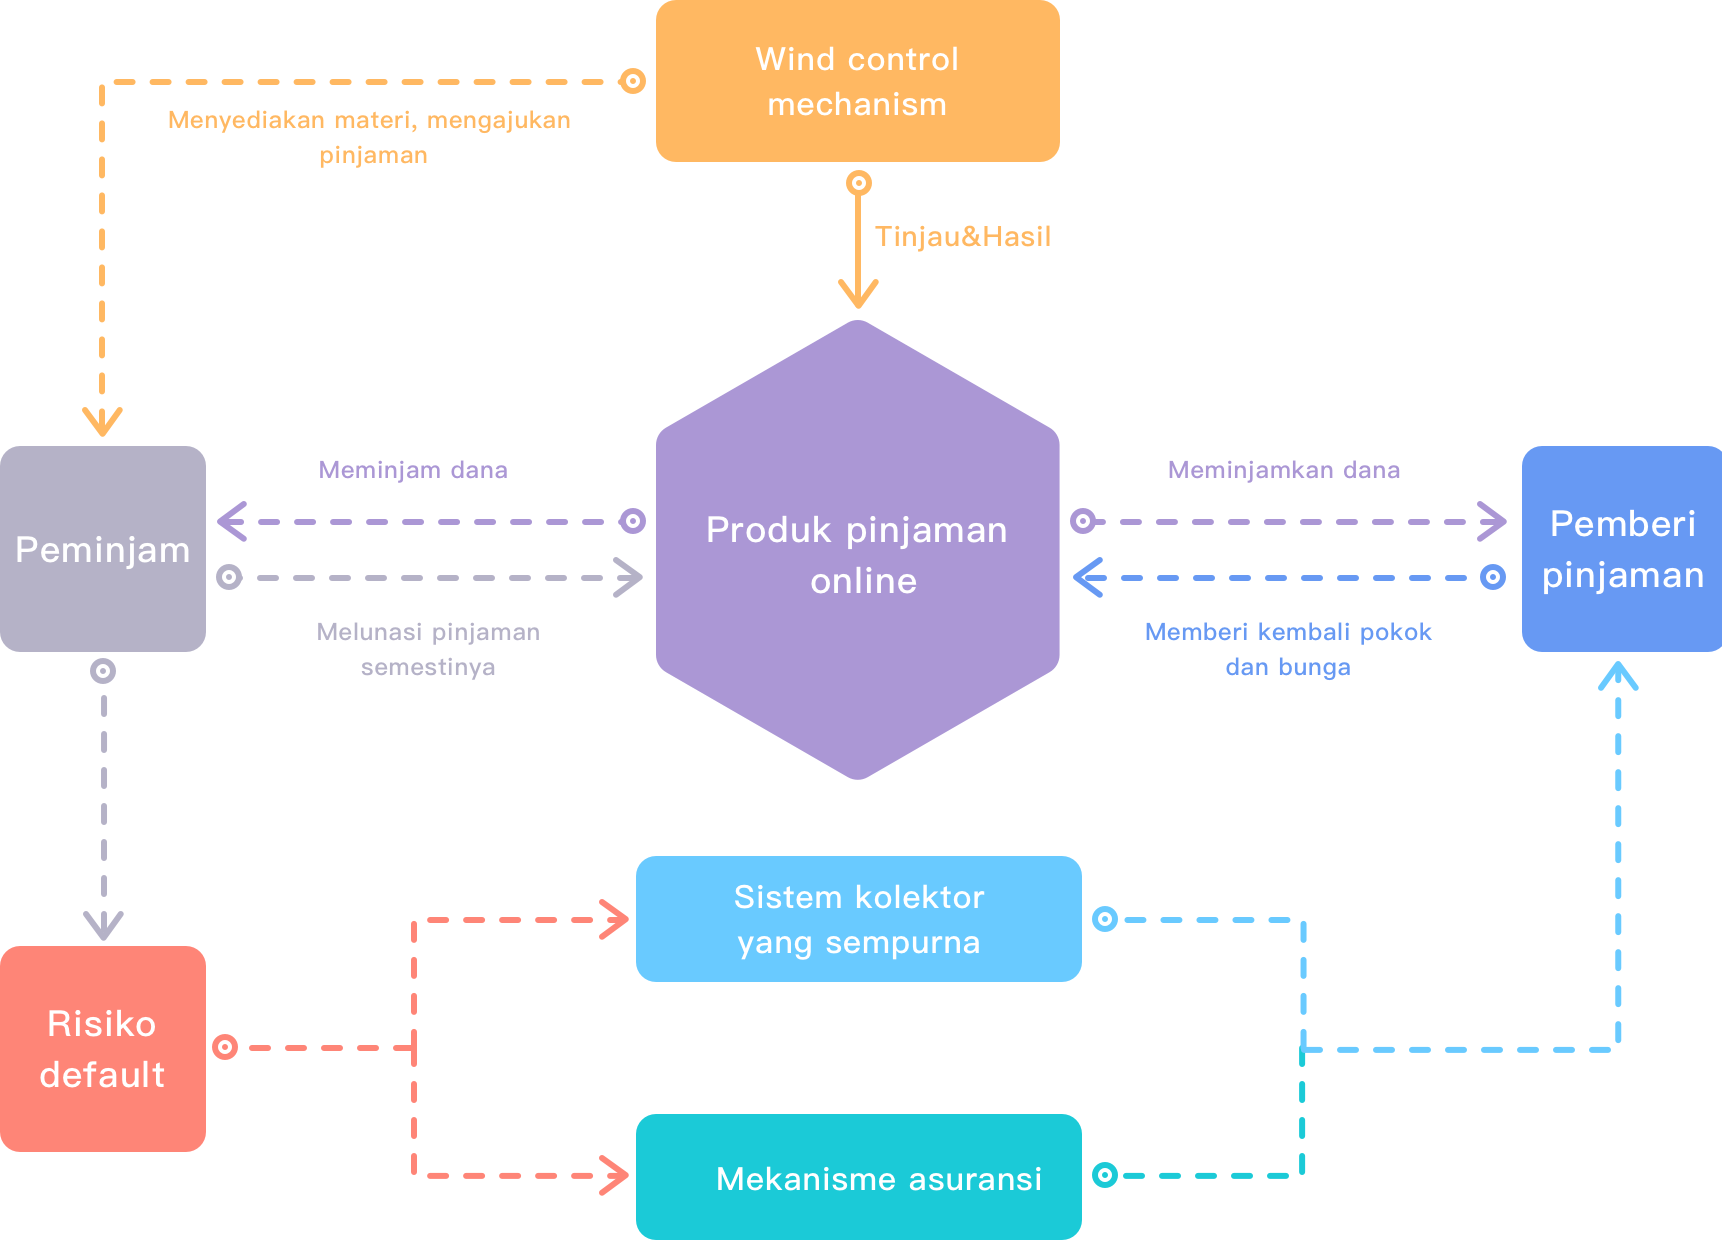 Wind control
mechanism
Menyediakan materi, mengajukan
pinjaman
Tinjau&Hasil
Meminjam dana
Meminjamkan dana
Peminjam
Produk pinjaman
online
Pemberi
pinjaman
Melunasi pinjaman
semestinya
Memberi kembali pokok
dan bunga
Sistem kolektor
yang sempurna
Risiko
default
Mekanisme asuransi